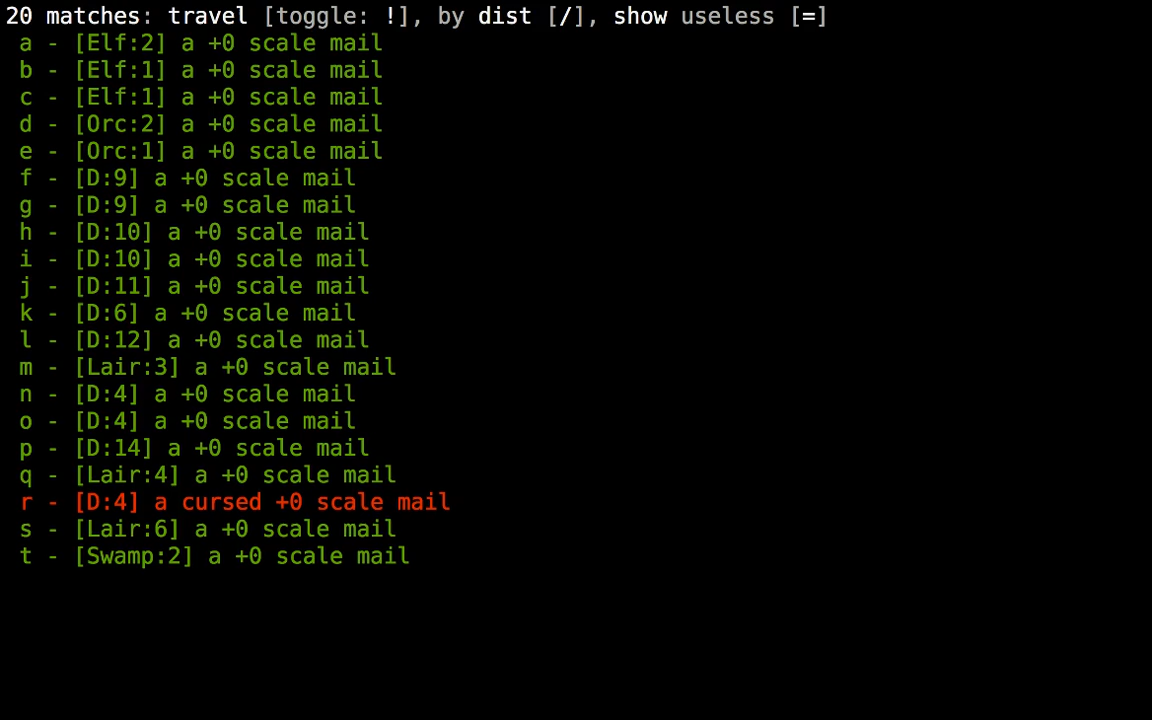 20 matches: travel [toggle: !], by dist [/], show useless [=]
a - [Elf:2] a +0 scale mail
b - [Elf:1] a +0 scale mail
c - [Elf:1] a +0 scale mail
d - [Orc:2] a +0 scale mail
e - [Orc:1] a +0 scale mail
f - [D:9] a +0 scale mail
g - [D:9] a +0 scale mail
h - [D:10] a +0 scale mail
i - [D:10] a +0 scale mail
j - [D:11] a +0 scale mail
k - [D:6] a +0 scale mail
l - [D:12] a +0 scale mail
m - [Lair:3] a +0 scale mail
n - [D:4] a +0 scale mail
o - [D:4] a +0 scale mail
p - [D:14] a +0 scale mail
q - [Lair:4] a +0 scale mail
r - [D:4] a cursed +0 scale mail
s - [Lair:6] a +0 scale mail
t - [Swamp:2] a +0 scale mail